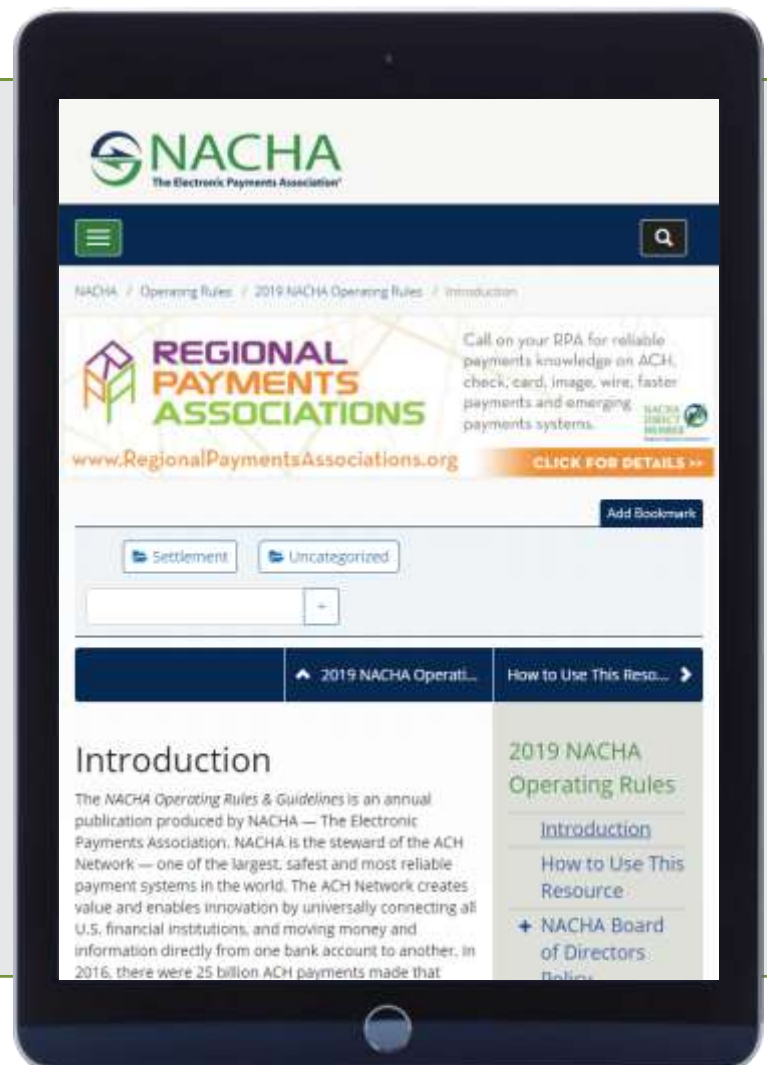 NACHA
The Electronic Payments Association®
NACHA / Operating Rules / 2019 NACHA Operating Rules / Introduction
REGIONAL
PAYMENTS
ASSOCIATIONS
www.RegionalPaymentsAssociations.org
Call on your RPA for reliable
payments knowledge on ACH,
check, card, image, wire, faster
payments and emerging
payments systems.
NACHA
DIRECT
MEMBER
CLICK FOR DETAILS >>
Add Bookmark
Settlement
Uncategorized
+
2019 NACHA Operati...
How to Use This Reso...
Introduction
The NACHA Operating Rules & Guidelines is an annual
publication produced by NACHA — The Electronic
Payments Association. NACHA is the steward of the ACH
Network — one of the largest, safest and most reliable
payment systems in the world. The ACH Network creates
value and enables innovation by universally connecting all
U.S. financial institutions, and moving money and
information directly from one bank account to another. In
2016, there were 25 billion ACH payments made that
2019 NACHA
Operating Rules
Introduction
How to Use This
Resource
+ NACHA Board
of Directors
Policy